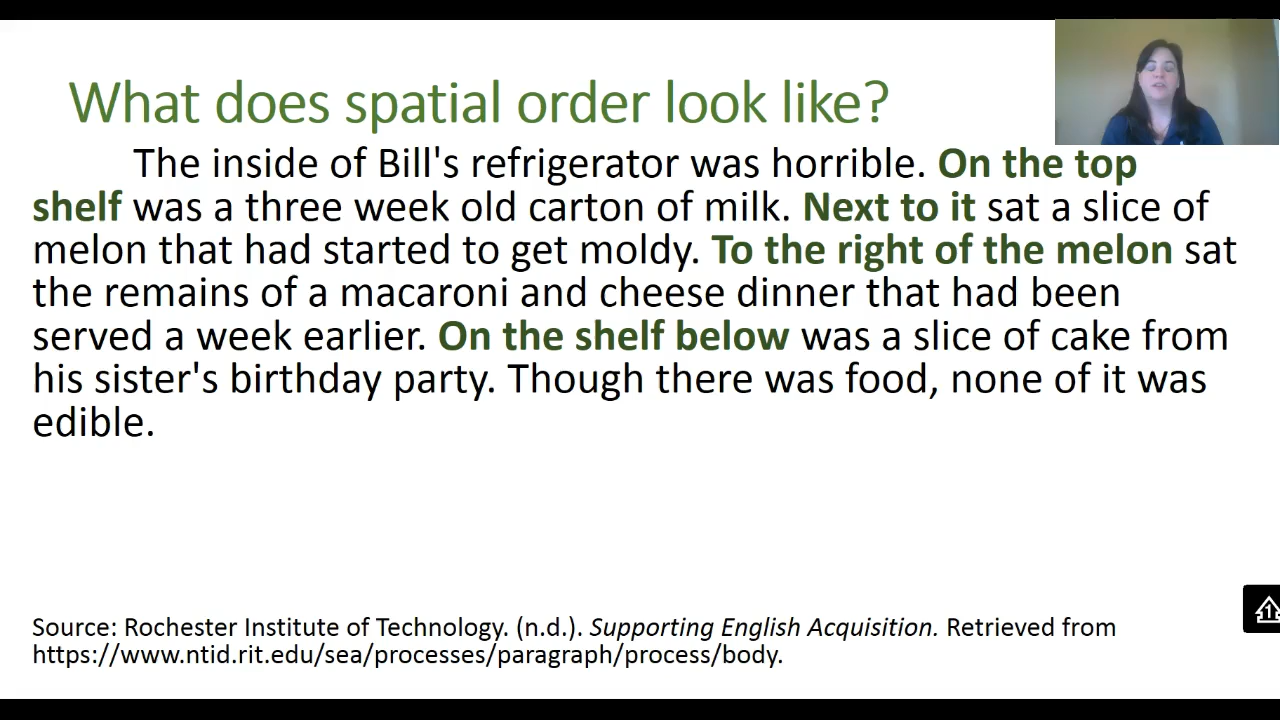 What does spatial order look like?
The inside of Bill's refrigerator was horrible. On the top
shelf was a three week old carton of milk. Next to it sat a slice of
melon that had started to get moldy. To the right of the melon sat
the remains of a macaroni and cheese dinner that had been
served a week earlier. On the shelf below was a slice of cake from
his sister's birthday party. Though there was food, none of it was
edible.
Source: Rochester Institute of Technology. (n.d.). Supporting English Acquisition. Retrieved from
https://www.ntid.rit.edu/sea/processes/paragraph/process/body.
1